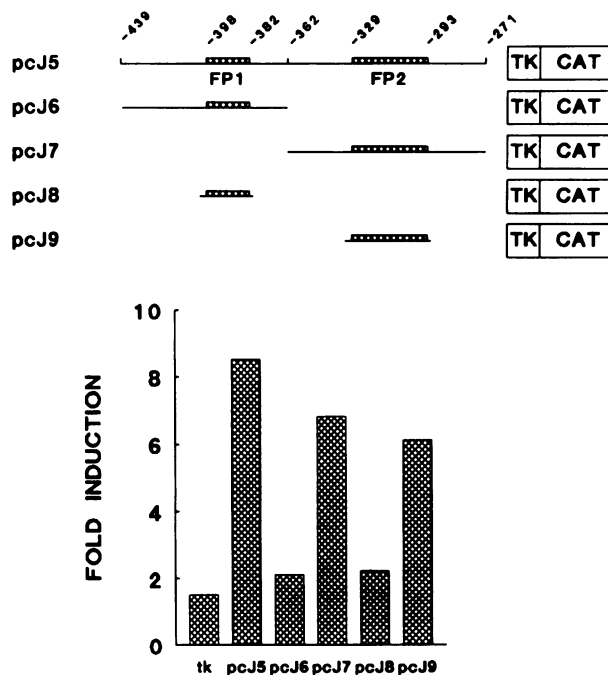 -439 -398 -382 -362 -329 -293 -271
pcJ5 TK CAT
FP1 FP2
pcJ6 TK CAT
pcJ7 TK CAT
pcJ8 TK CAT
pcJ9 TK CAT
10
8
6
4
2
0
FOLD INDUCTION
tk pcJ5 pcJ6 pcJ7 pcJ8 pcJ9